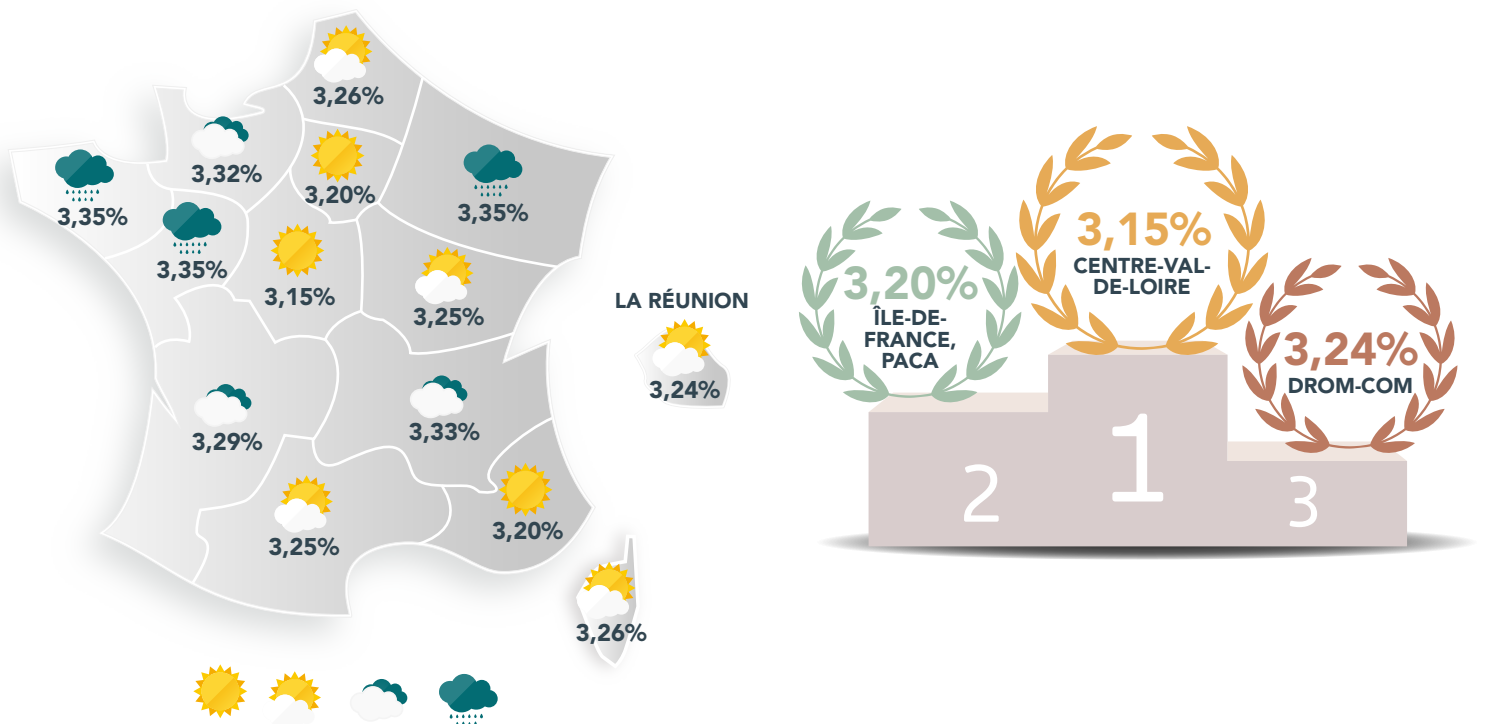 3,26%
3,32%
3,20%
3,35%
3,35%
3,35%
3,15%
3,25%
LA RÉUNION
3,24%
3,29%
3,33%
3,25%
3,20%
3,26%
3,20%
ÎLE-DE-
FRANCE,
PACA
3,15%
CENTRE-VAL-
DE-LOIRE
3,24%
DROM-COM
2
1
3